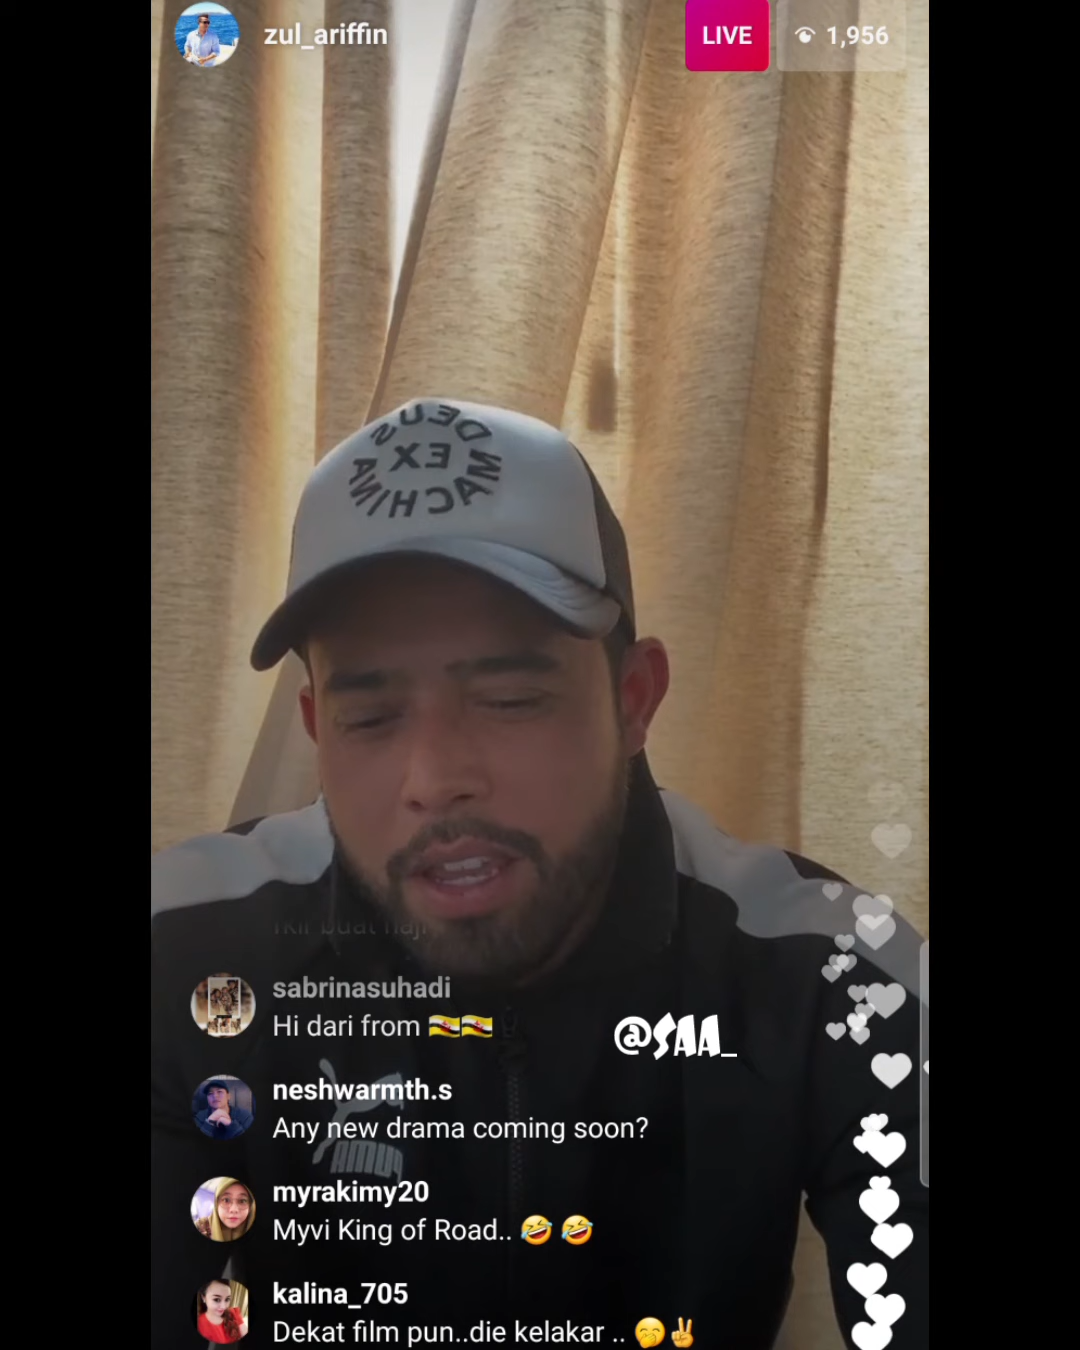 zul_ariffin
LIVE
1,956
DEUS
EX
MACHINA
sabrinasuhadi
Hi dari from 🇧🇳🇧🇳
@SAA_
neshwarmth.s
Any new drama coming soon?
PUMA
myrakimy20
Myvi King of Road.. 🤣 🤣
kalina_705
Dekat film pun..die kelakar .. 🤭✌